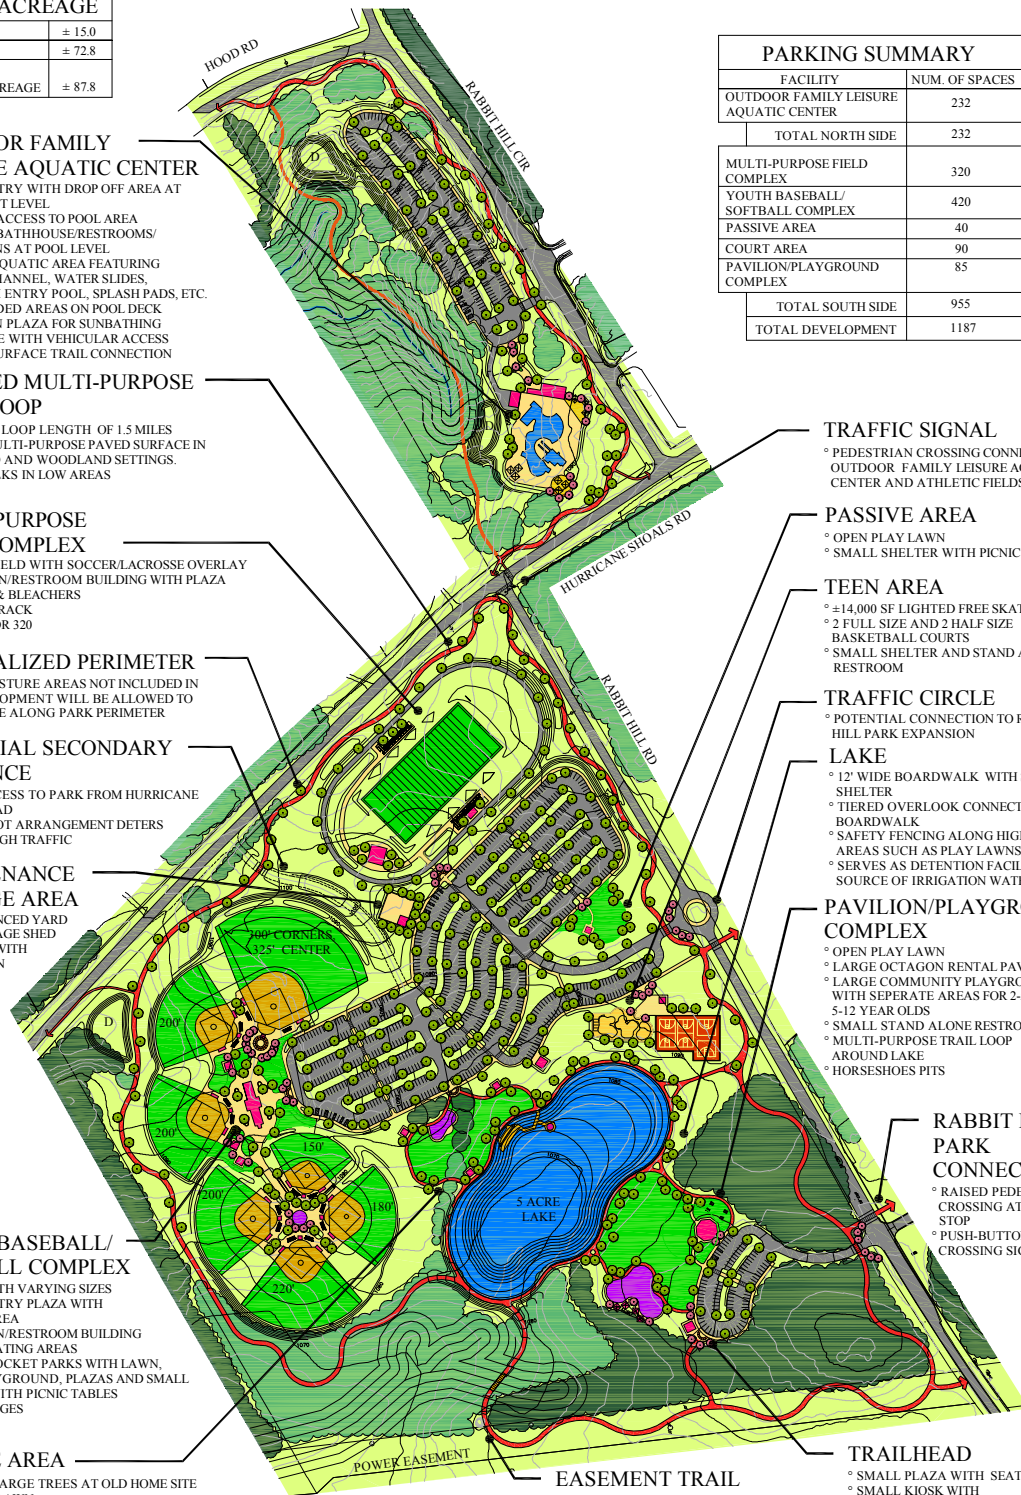 ACREAGE
± 15.0
± 72.8
REAGE ± 87.8
PARKING SUMMARY
FACILITY NUM. OF SPACES
OUTDOOR FAMILY LEISURE
AQUATIC CENTER 232
TOTAL NORTH SIDE 232
MULTI-PURPOSE FIELD
COMPLEX 320
YOUTH BASEBALL/
SOFTBALL COMPLEX 420
PASSIVE AREA 40
COURT AREA 90
PAVILION/PLAYGROUND
COMPLEX 85
TOTAL SOUTH SIDE 955
TOTAL DEVELOPMENT 1187
HOOD RD
RABBIT HILL CIR
D
D
HURRICANE SHOALS RD
RABBIT HILL RD
OR FAMILY
E AQUATIC CENTER
TRY WITH DROP OFF AREA AT
T LEVEL
ACCESS TO POOL AREA
BATHHOUSE/RESTROOMS/
NS AT POOL LEVEL
QUATIC AREA FEATURING
HANNEL, WATER SLIDES,
ENTRY POOL, SPLASH PADS, ETC.
DED AREAS ON POOL DECK
N PLAZA FOR SUNBATHING
E WITH VEHICULAR ACCESS
URFACE TRAIL CONNECTION
ED MULTI-PURPOSE
OOP
LOOP LENGTH OF 1.5 MILES
ULTI-PURPOSE PAVED SURFACE IN
AND WOODLAND SETTINGS.
KS IN LOW AREAS
PURPOSE
COMPLEX
ELD WITH SOCCER/LACROSSE OVERLAY
N/RESTROOM BUILDING WITH PLAZA
& BLEACHERS
RACK
OR 320
ALIZED PERIMETER
STURE AREAS NOT INCLUDED IN
OPMENT WILL BE ALLOWED TO
E ALONG PARK PERIMETER
IAL SECONDARY
NCE
CESS TO PARK FROM HURRICANE
AD
OT ARRANGEMENT DETERS
GH TRAFFIC
ENANCE
GE AREA
NCED YARD
AGE SHED
WITH
N
BASEBALL/
LL COMPLEX
TH VARYING SIZES
TRY PLAZA WITH
REA
N/RESTROOM BUILDING
ATING AREAS
OCKET PARKS WITH LAWN,
YGROUND, PLAZAS AND SMALL
ITH PICNIC TABLES
GES
E AREA
ARGE TREES AT OLD HOME SITE
TRAFFIC SIGNAL
° PEDESTRIAN CROSSING CONNE
OUTDOOR FAMILY LEISURE AQ
CENTER AND ATHLETIC FIELDS
PASSIVE AREA
° OPEN PLAY LAWN
° SMALL SHELTER WITH PICNIC
TEEN AREA
° ±14,000 SF LIGHTED FREE SKAT
° 2 FULL SIZE AND 2 HALF SIZE
BASKETBALL COURTS
° SMALL SHELTER AND STAND A
RESTROOM
TRAFFIC CIRCLE
° POTENTIAL CONNECTION TO R
HILL PARK EXPANSION
LAKE
° 12' WIDE BOARDWALK WITH
SHELTER
° TIERED OVERLOOK CONNECT
BOARDWALK
° SAFETY FENCING ALONG HIGH
AREAS SUCH AS PLAY LAWNS
° SERVES AS DETENTION FACIL
SOURCE OF IRRIGATION WATE
PAVILION/PLAYGRO
COMPLEX
° OPEN PLAY LAWN
° LARGE OCTAGON RENTAL PAV
° LARGE COMMUNITY PLAYGRO
WITH SEPERATE AREAS FOR 2-
5-12 YEAR OLDS
° SMALL STAND ALONE RESTRO
° MULTI-PURPOSE TRAIL LOOP
AROUND LAKE
° HORSESHOES PITS
RABBIT
PARK
CONNEC
° RAISED PEDE
CROSSING AT
STOP
° PUSH-BUTTO
CROSSING SIG
TRAILHEAD
° SMALL PLAZA WITH SEAT
° SMALL KIOSK WITH
EASEMENT TRAIL
POWER EASEMENT
300' CORNERS
325' CENTER
D
200'
200'
150'
200'
180'
220'
5 ACRE
LAKE